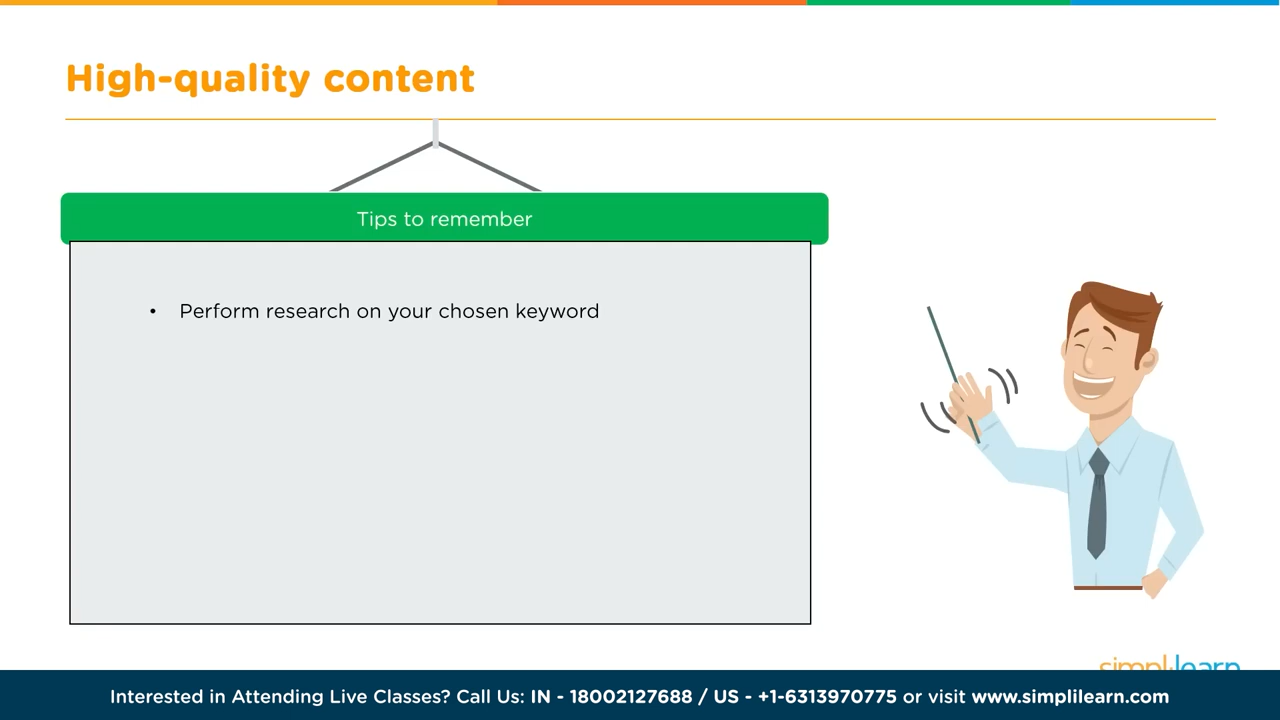 High-quality content
Tips to remember
• Perform research on your chosen keyword
simplilearn
Interested in Attending Live Classes? Call Us: IN - 18002127688 / US - +1-6313970775 or visit www.simplilearn.com